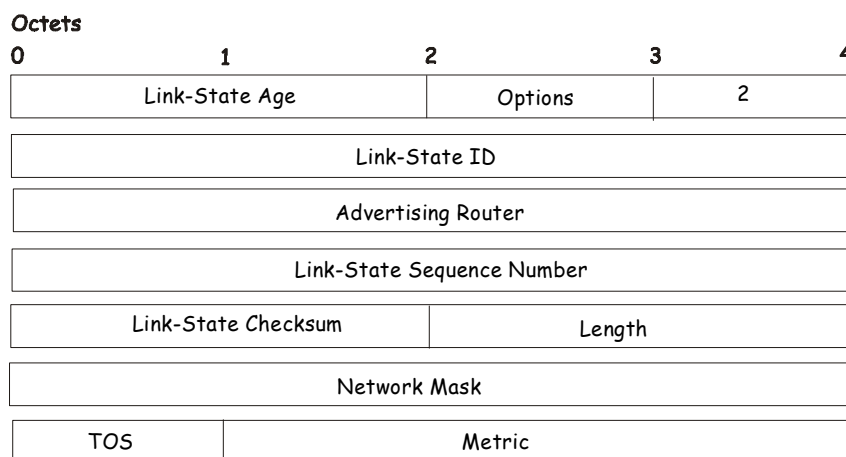 Octets
0 1 2 3 4
Link-State Age Options 2
Link-State ID
Advertising Router
Link-State Sequence Number
Link-State Checksum Length
Network Mask
TOS Metric